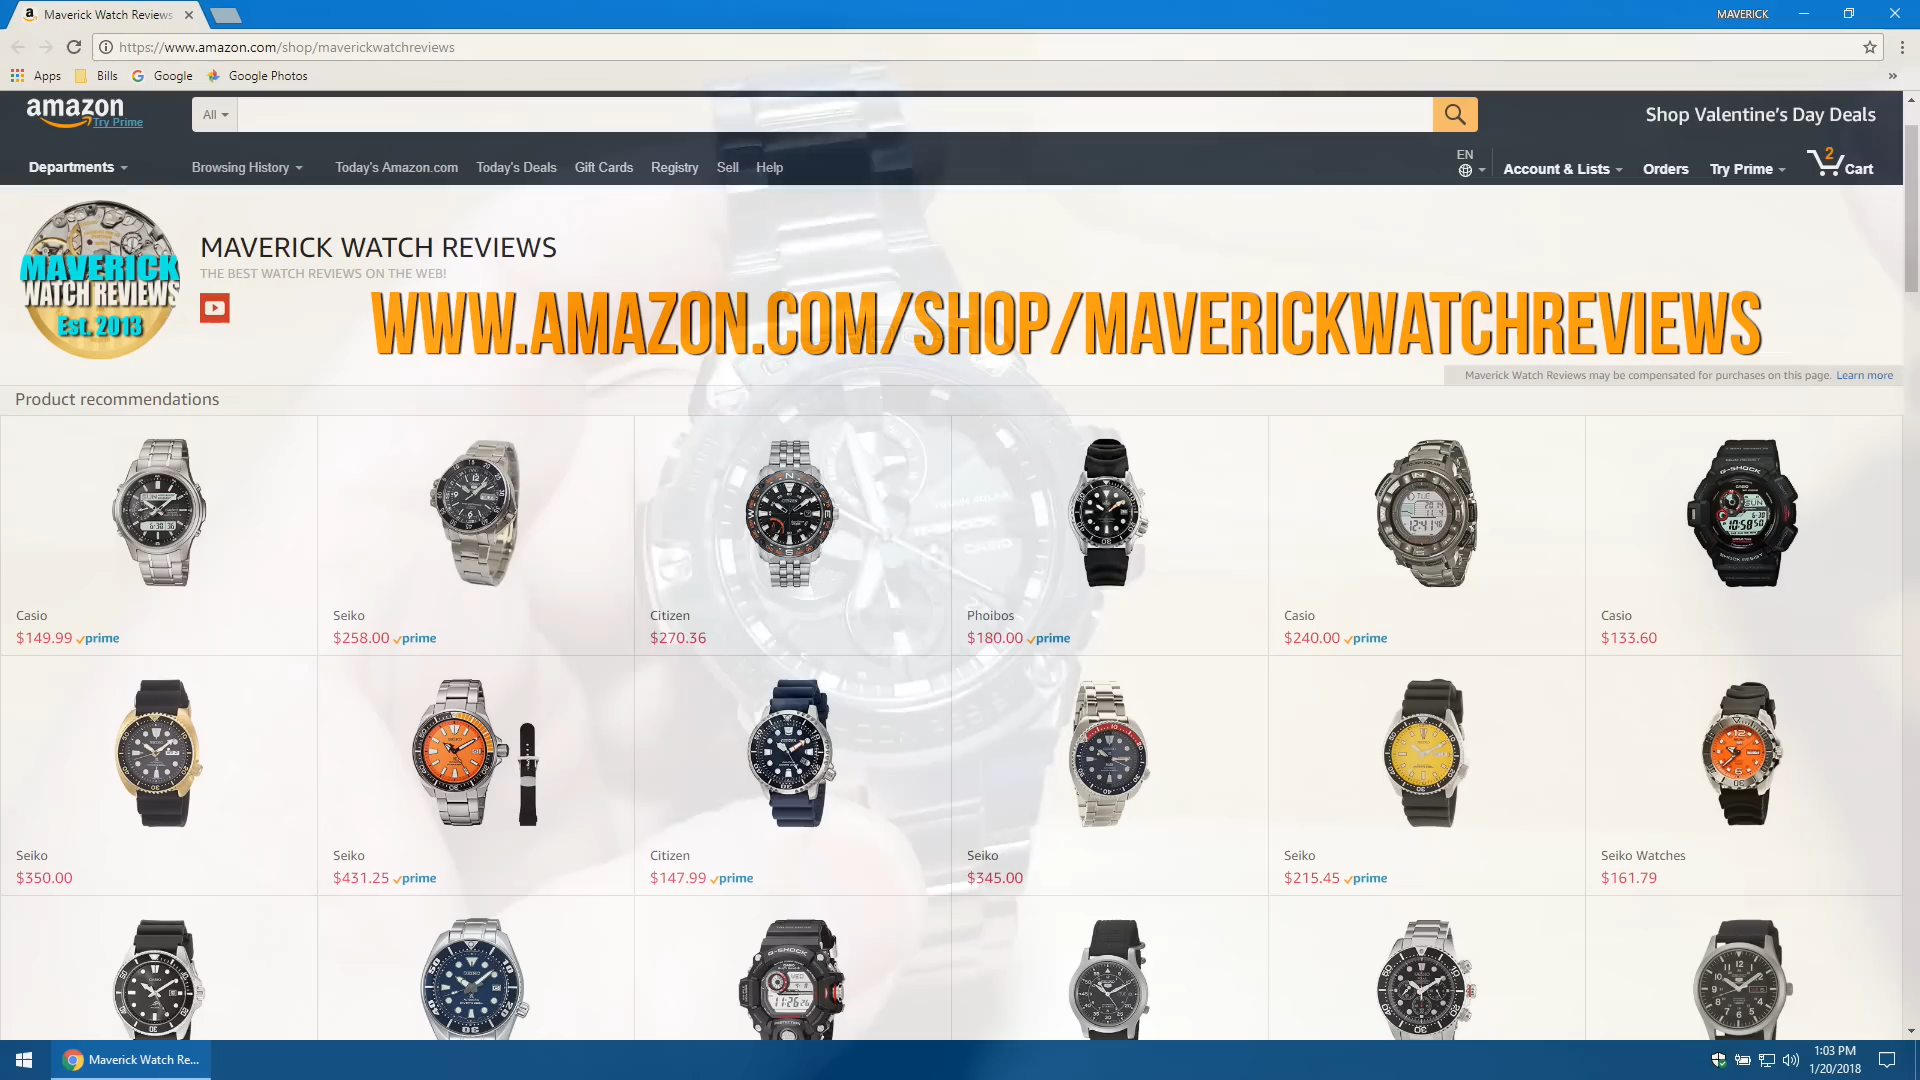 Maverick Watch Reviews
MAVERICK
https://www.amazon.com/shop/maverickwatchreviews
Apps Bills Google Google Photos
amazon
Try Prime
All
Shop Valentine's Day Deals
Departments Browsing History Today's Amazon.com Today's Deals Gift Cards Registry Sell Help
EN Account & Lists Orders Try Prime 2 Cart
MAVERICK
WATCH REVIEWS
Est. 2013
MAVERICK WATCH REVIEWS
THE BEST WATCH REVIEWS ON THE WEB!
WWW.AMAZON.COM/SHOP/MAVERICKWATCHREVIEWS
Maverick Watch Reviews may be compensated for purchases on this page. Learn more
Product recommendations
Casio
$149.99 prime
Seiko
$258.00 prime
Citizen
$270.36
Phoibos
$180.00 prime
Casio
$240.00 prime
Casio
$133.60
Seiko
$350.00
Seiko
$431.25 prime
Citizen
$147.99 prime
Seiko
$345.00
Seiko
$215.45 prime
Seiko Watches
$161.79
Maverick Watch Re...
1:03 PM
1/20/2018